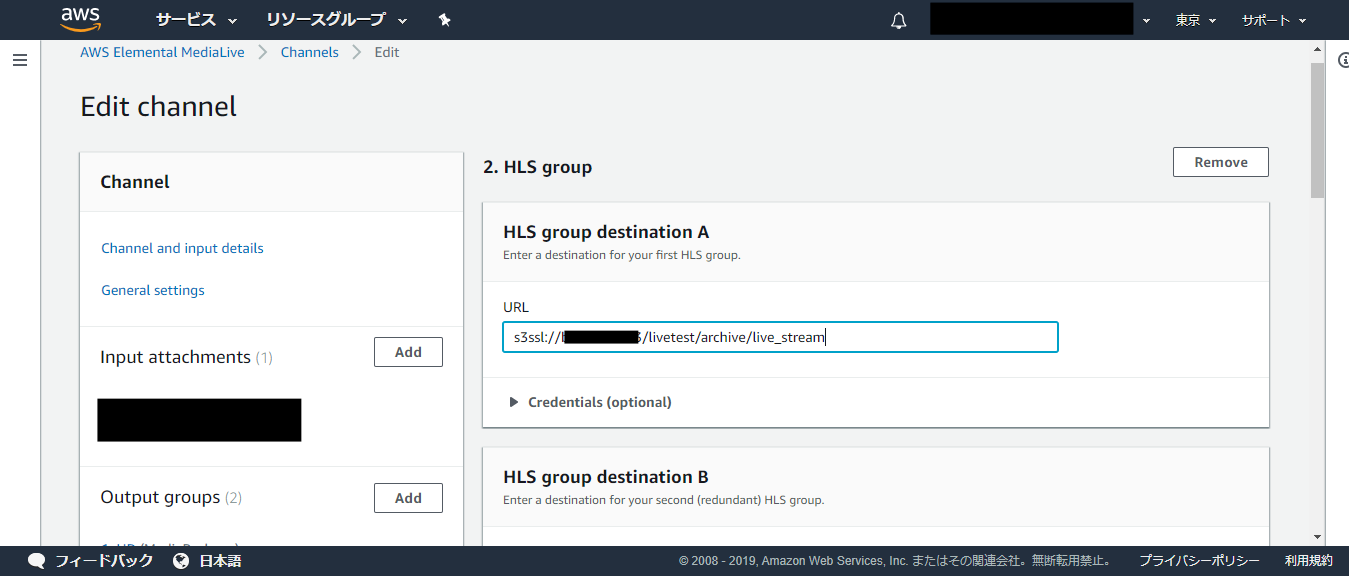 aws サービス リソースグループ 東京 サポート
AWS Elemental MediaLive Channels Edit
Edit channel
Channel
Channel and input details
General settings
Input attachments (1)
Add
Output groups (2)
Add
2. HLS group
Remove
HLS group destination A
Enter a destination for your first HLS group.
URL
s3ssl:// /livetest/archive/live_stream
Credentials (optional)
HLS group destination B
Enter a destination for your second (redundant) HLS group.
フィードバック 日本語 © 2008 - 2019, Amazon Web Services, Inc. またはその関連会社。無断転用禁止。 プライバシーポリシー 利用規約